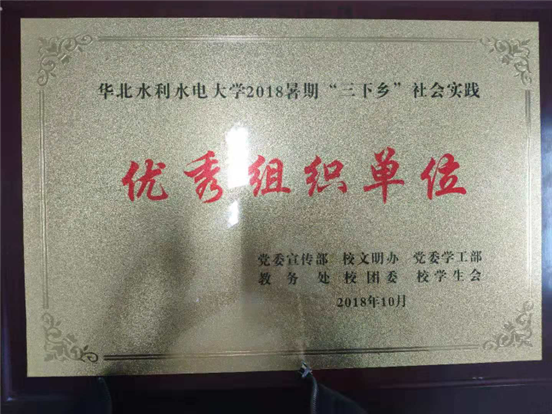 华北水利水电大学2018暑期“三下乡”社会实践
优秀组织单位
党委宣传部 校文明办 党委学工部
教务处 校团委 校学生会
2018年10月